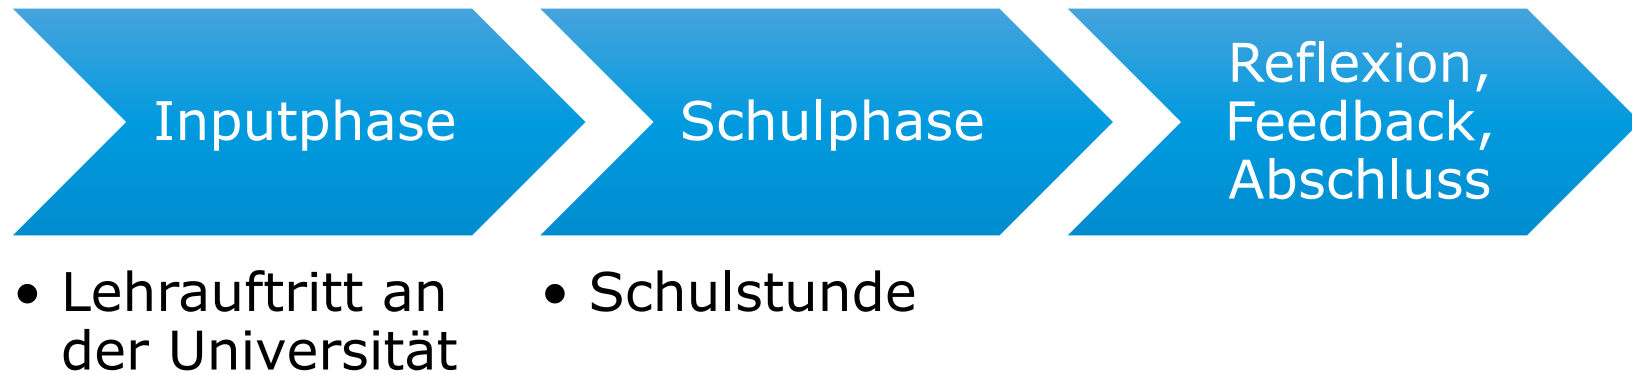 Inputphase
Schulphase
Reflexion,
Feedback,
Abschluss
• Lehrauftritt an
der Universität
• Schulstunde